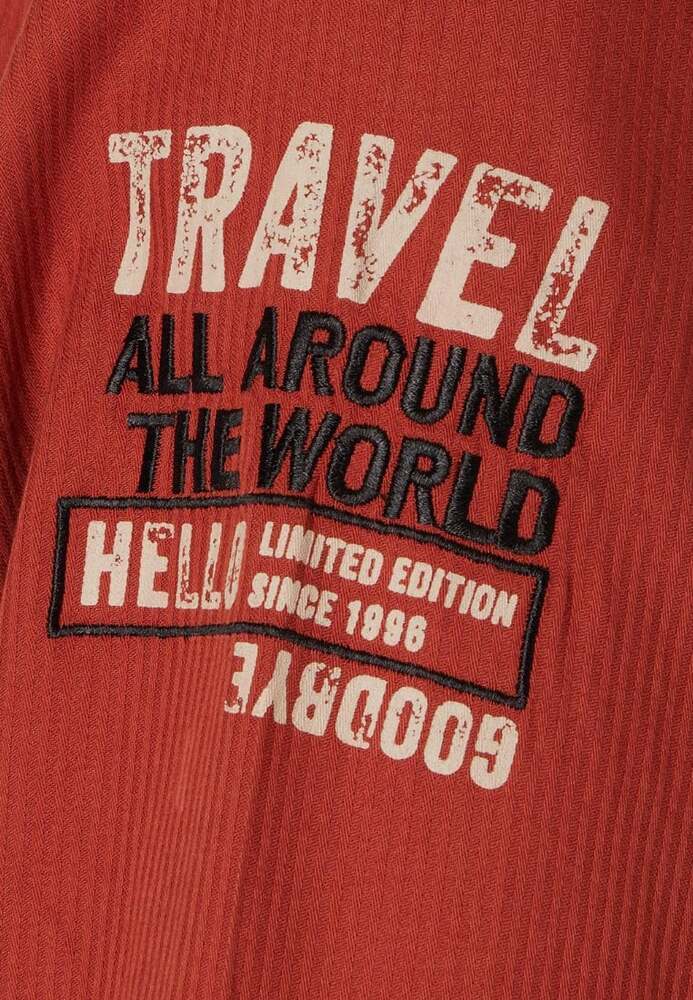 TRAVEL
ALL AROUND
THE WORLD
HELLO
LIMITED EDITION
SINCE 1996
GOODBYE